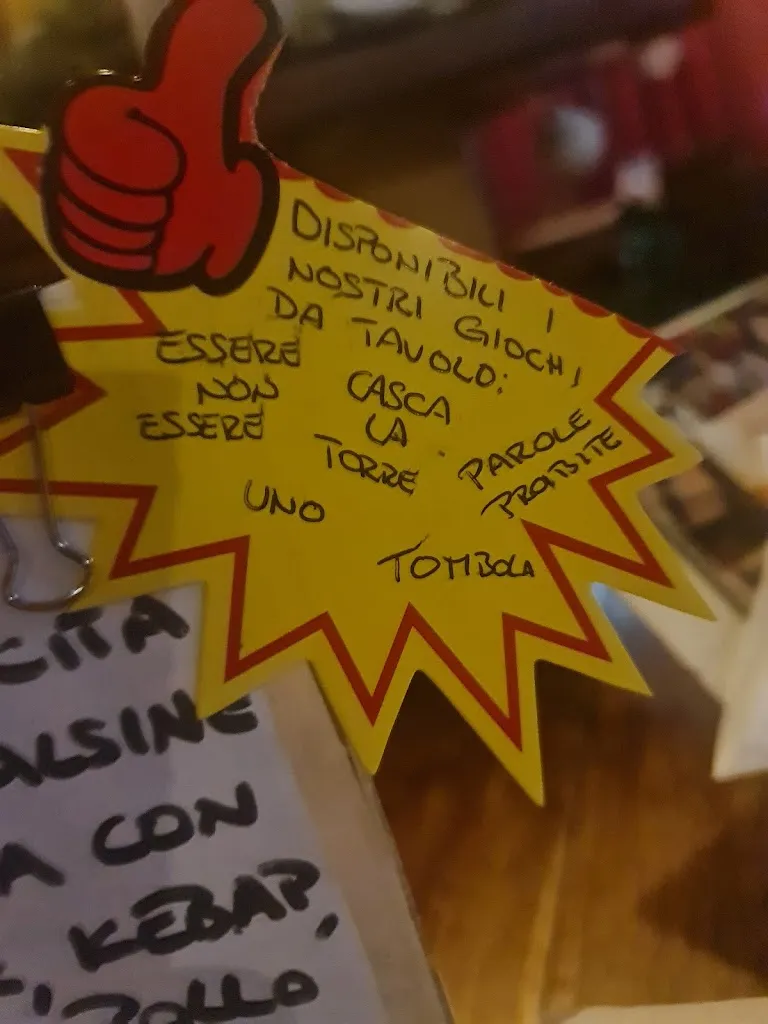 DISPONIBILI I
NOSTRI GIOCHI
DA TAVOLO:
ESSERE
NON
ESSERE
CASCA
LA
TORRE
PAROLE
PROIBITE
UNO
TOMBOLA
CITA
ALSINE
A CON
KEBAP,
POLLO